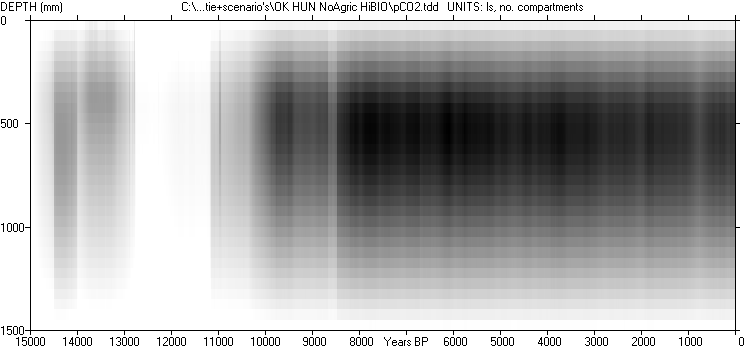 DEPTH (mm) C:\...tie+scenario's\OK HUN NoAgric HiBIO\pCO2.tdd UNITS: ls, no. compartments
0
500
1000
1500
15000 14000 13000 12000 11000 10000 9000 8000 Years BP 6000 5000 4000 3000 2000 1000 0